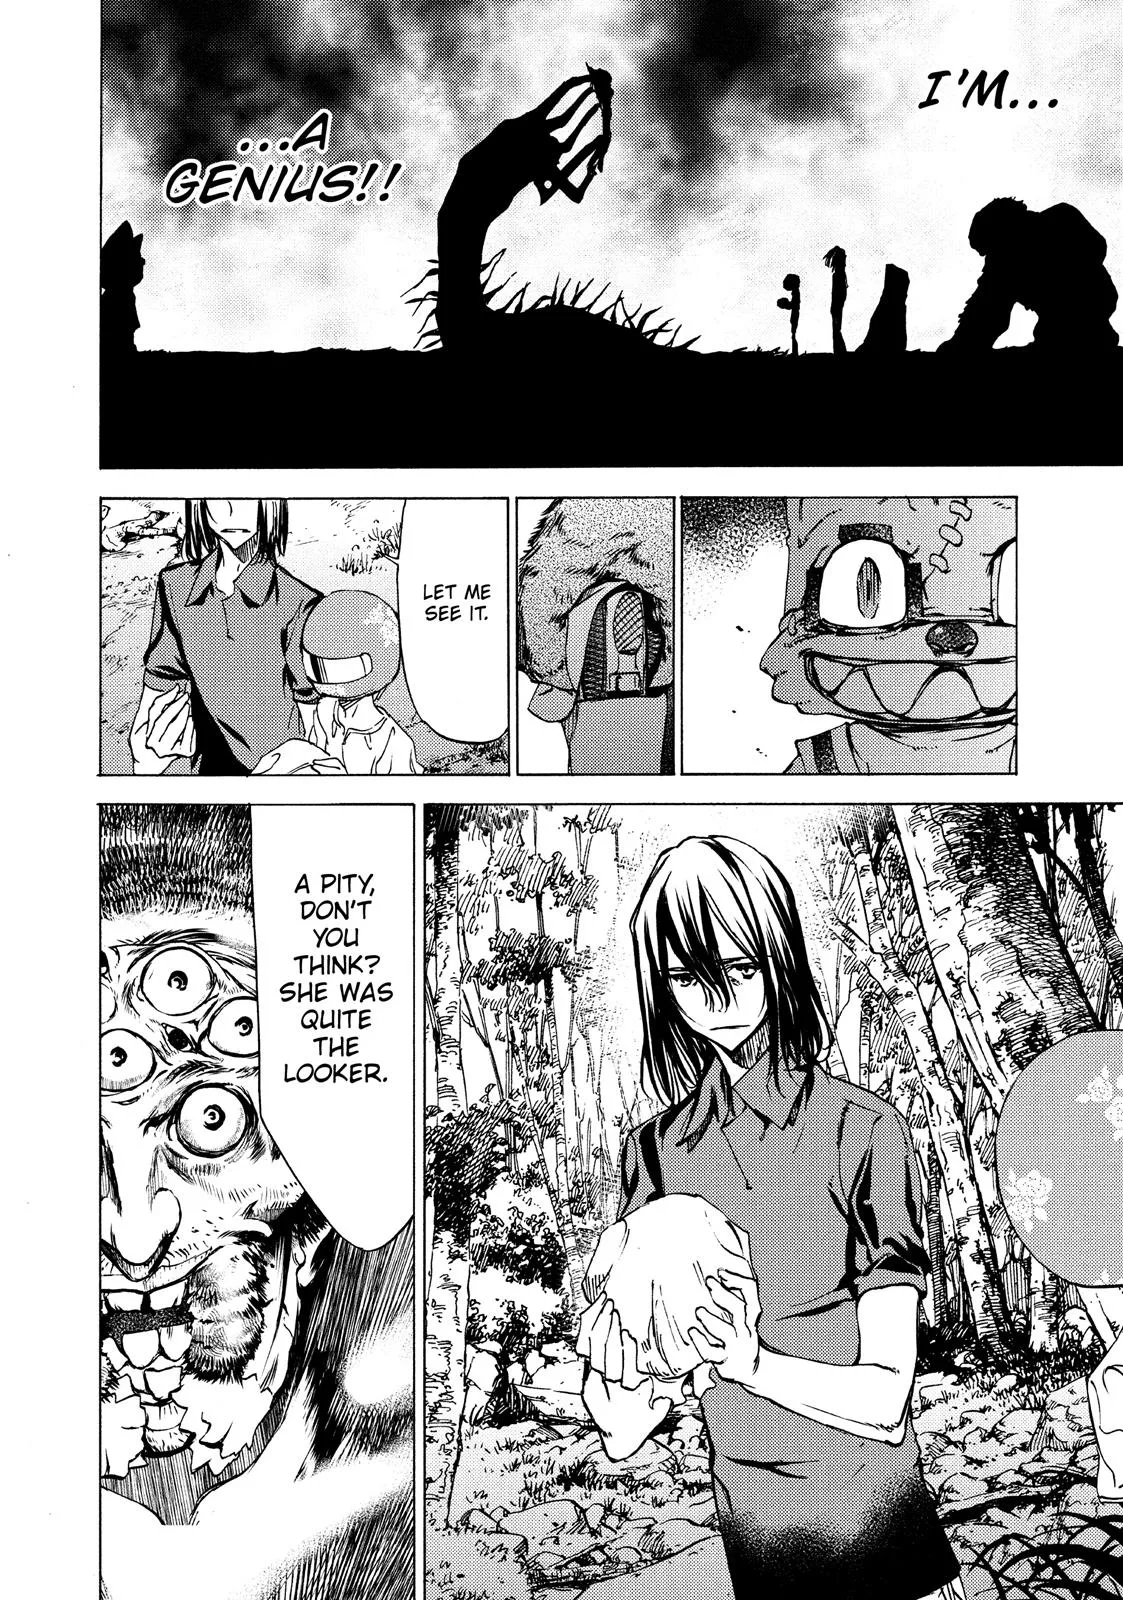 I'M...
...A
GENIUS!!
LET ME
SEE IT.
A PITY,
DON'T
YOU
THINK?
SHE WAS
QUITE
THE
LOOKER.